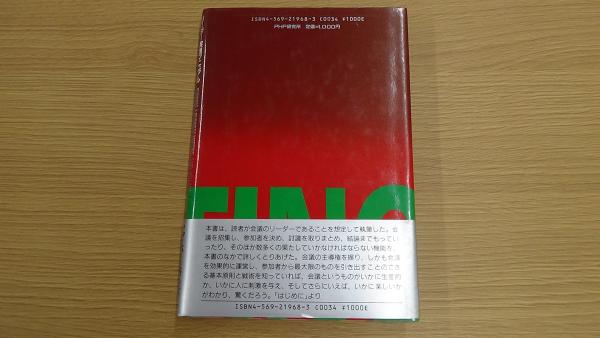 ISBN4-569-21968-3 C0034 ¥1000E
PHP研究所 定価=1,000円
TING
本書は、読者が会議のリーダーであることを想定して執筆した。会
議を招集し、参加者を決め、討議を取りまとめ、結論までもってい
ったり、そのほか数多くの果たしていかなければならない機能を、
本書のなかで詳しくとりあげた。会議の主導権を握り、しかも会議
を効果的に運営し、参加者から最大限のものを引き出すことのでき
る基本原則と戦術を知っていれば、会議というものがいかに生産的
か、いかに人に刺激を与え、そしてさらにいえば、いかに楽しいか
がわかり、驚くだろう。「はじめに」より
ISBN4-569-21968-3 C0034 ¥1000E